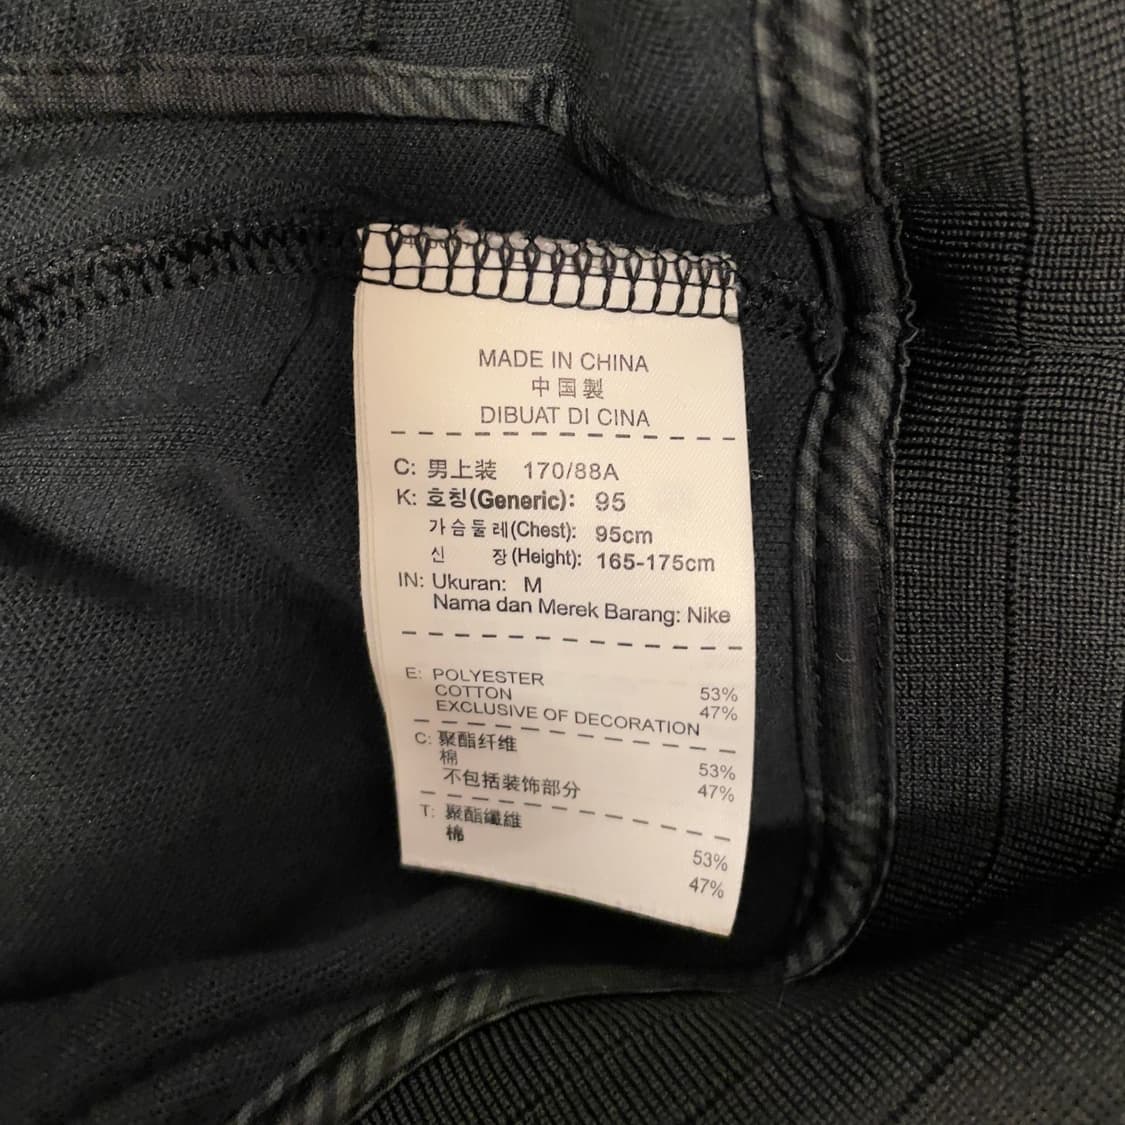 MADE IN CHINA
中国製
DIBUAT DI CINA
C: 男上装 170/88A
K: 호칭(Generic): 95
가슴둘레(Chest): 95cm
신 장(Height): 165-175cm
IN: Ukuran: M
Nama dan Merek Barang: Nike
E: POLYESTER 53%
COTTON 47%
EXCLUSIVE OF DECORATION
C: 聚酯纤维 53%
棉 47%
不包括装饰部分
T: 聚酯纖維 53%
棉 47%